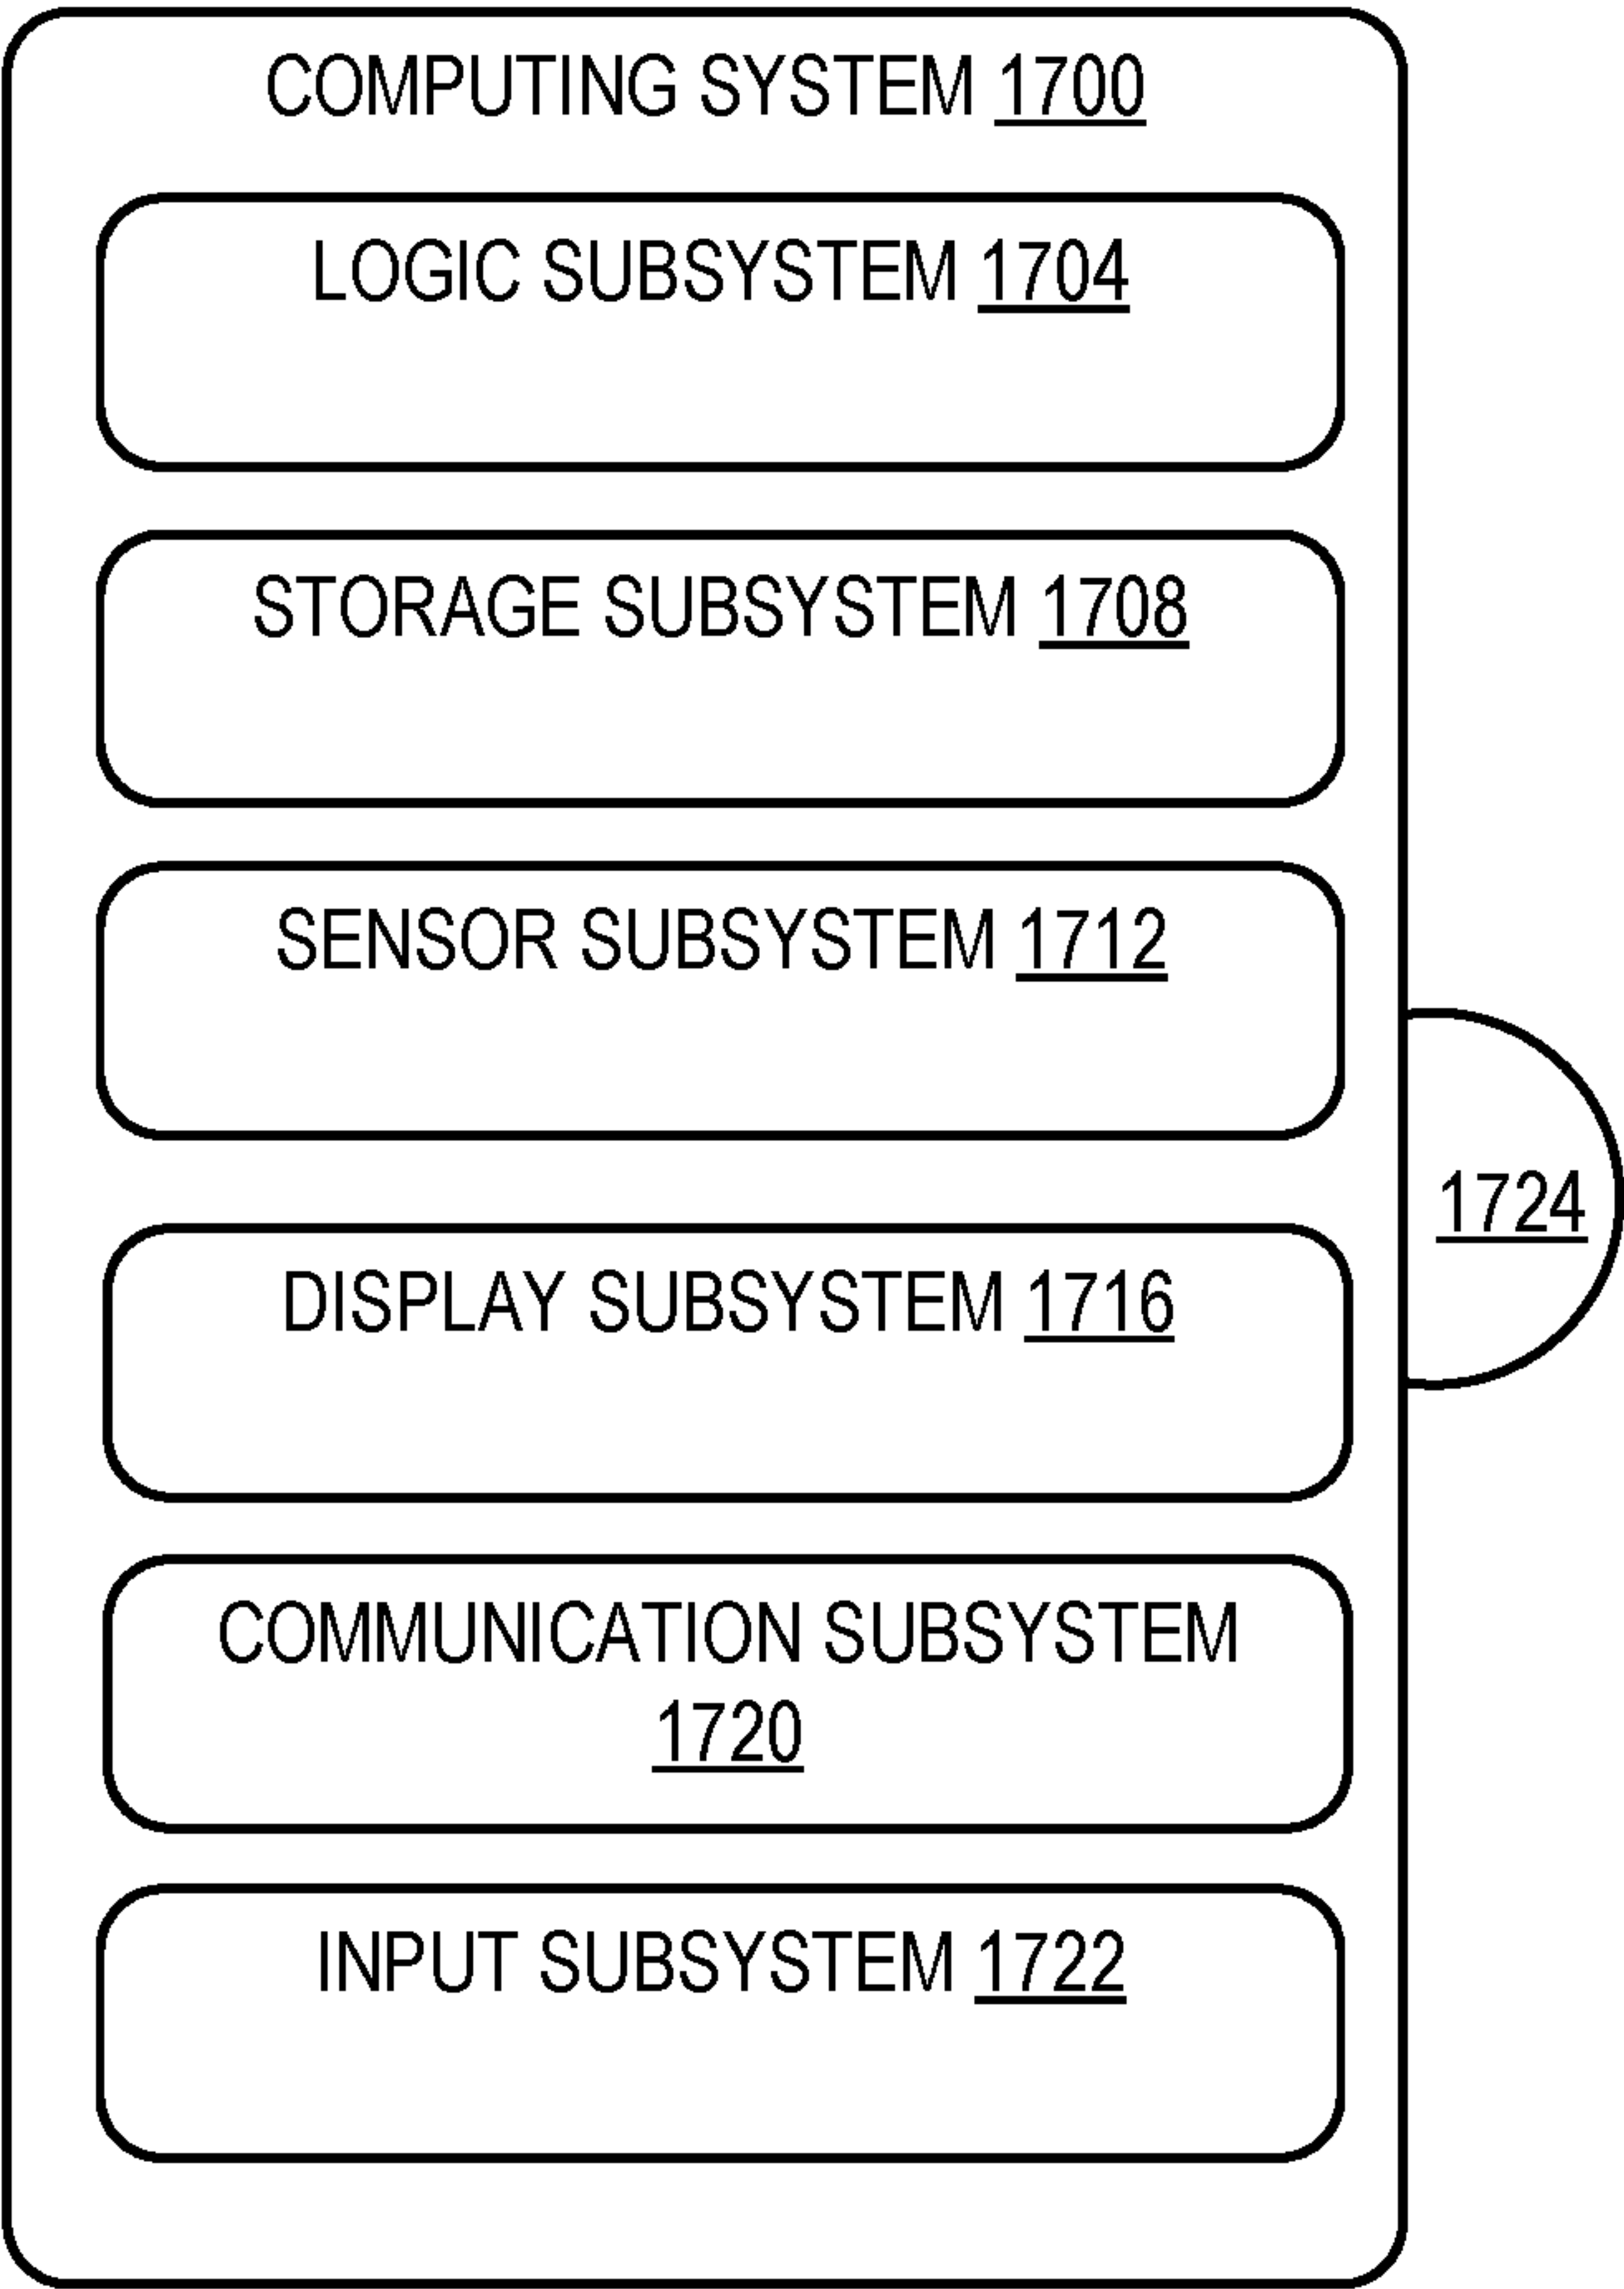 COMPUTING SYSTEM 1700
LOGIC SUBSYSTEM 1704
STORAGE SUBSYSTEM 1708
SENSOR SUBSYSTEM 1712
1724
DISPLAY SUBSYSTEM 1716
COMMUNICATION SUBSYSTEM
1720
INPUT SUBSYSTEM 1722